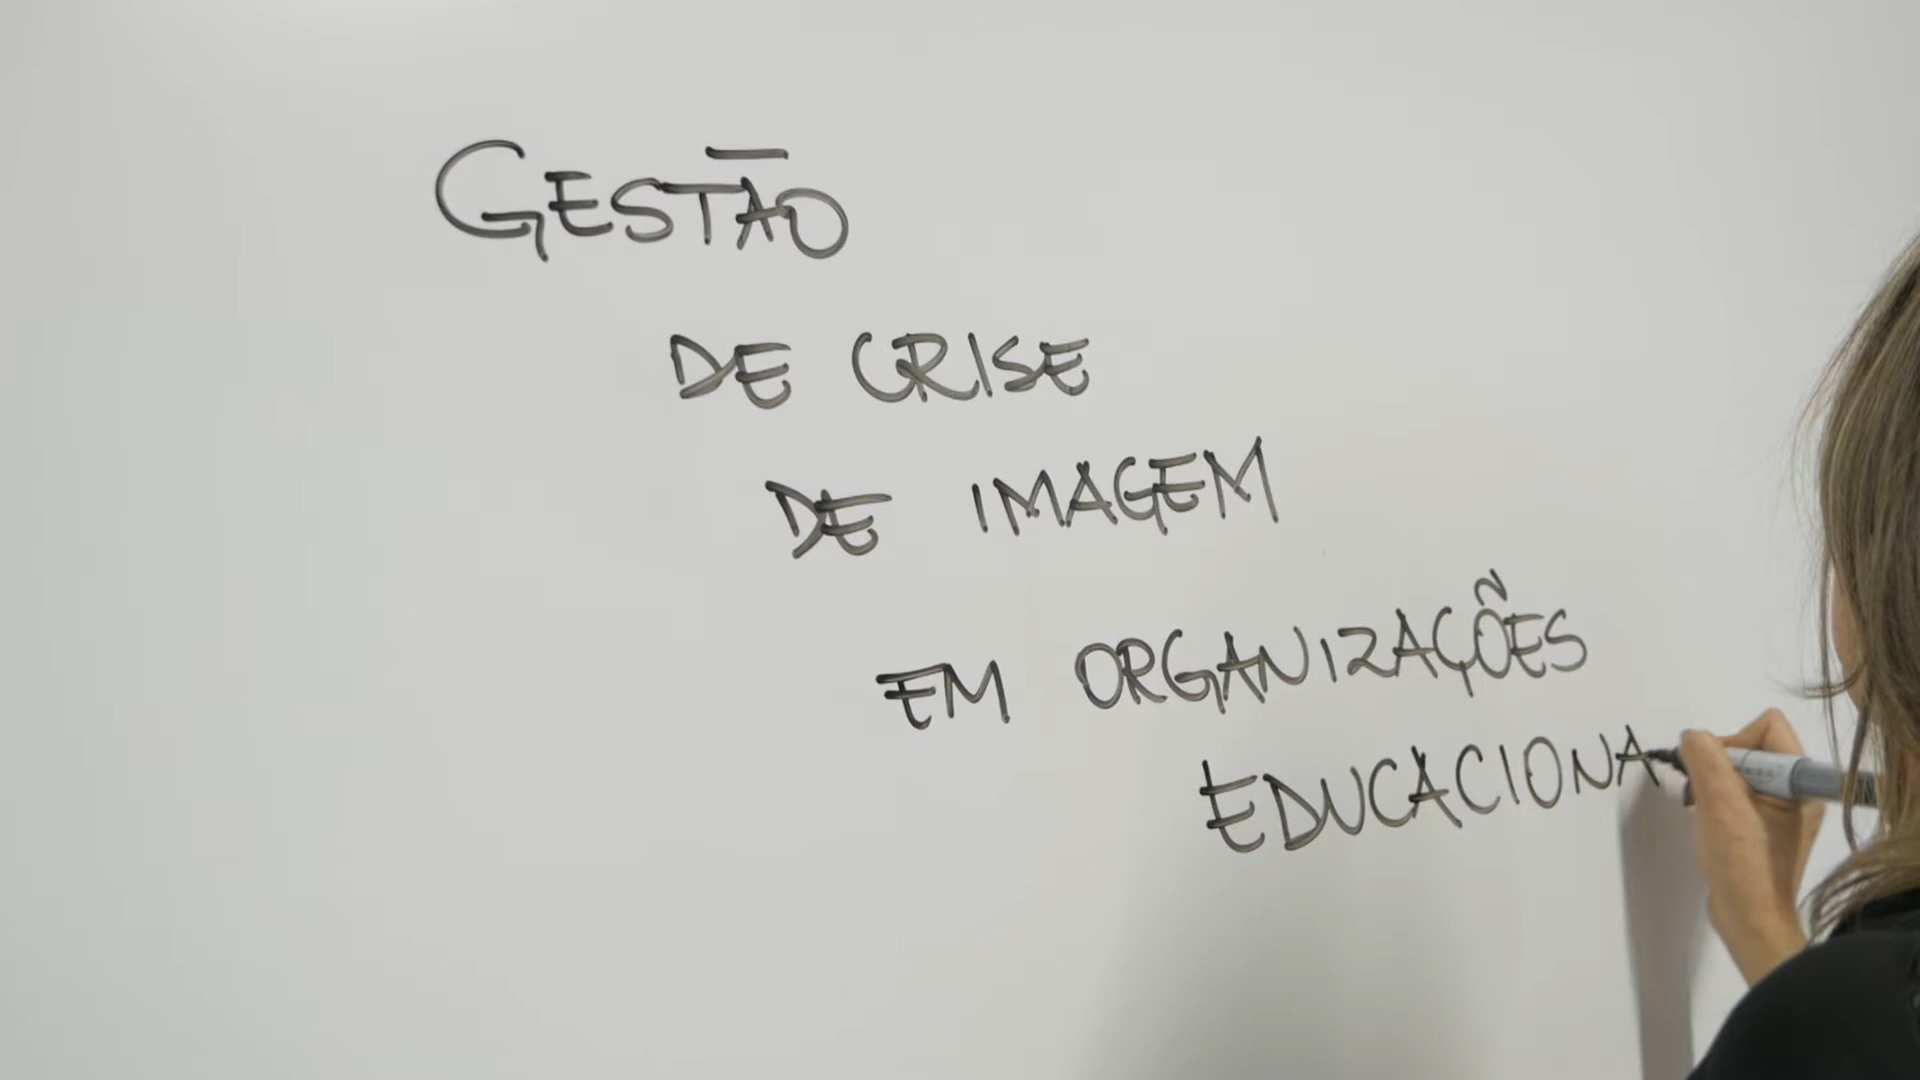 GESTÃO
DE CRISE
DE IMAGEM
EM ORGANIZAÇÕES
EDUCACIONA